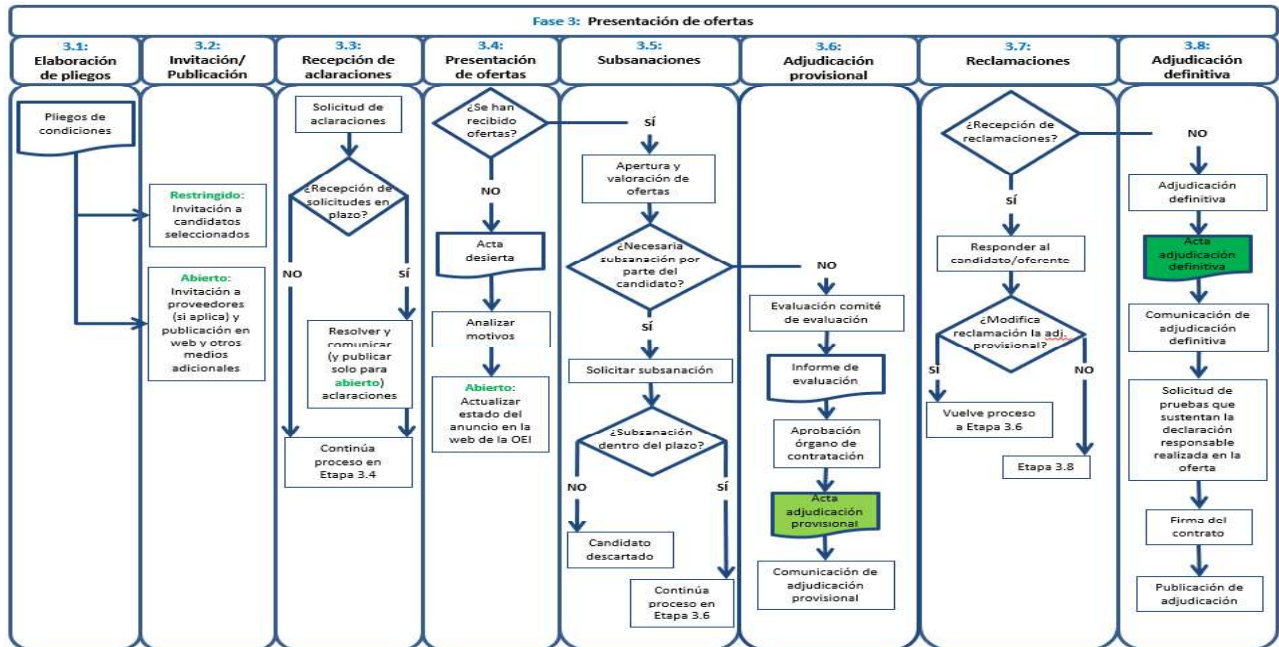 Fase 3: Presentación de ofertas
3.1:
Elaboración
de pliegos
3.2:
Invitación/
Publicación
3.3:
Recepción de
aclaraciones
3.4:
Presentación
de ofertas
3.5:
Subsanaciones
3.6:
Adjudicación
provisional
3.7:
Reclamaciones
3.8:
Adjudicación
definitiva
Pliegos de
condiciones
Restringido:
Invitación a
candidatos
seleccionados
Abierto:
Invitación a
proveedores
(si aplica) y
publicación en
web y otros
medios
adicionales
Solicitud de
aclaraciones
¿Recepción de
solicitudes en
plazo?
NO
SÍ
Resolver y
comunicar
(y publicar
solo para
abierto)
aclaraciones
Continúa
proceso en
Etapa 3.4
¿Se han
recibido
ofertas?
SÍ
NO
Acta
desierta
Analizar
motivos
Abierto:
Actualizar
estado del
anuncio en la
web de la OEI
Apertura y
valoración de
ofertas
¿Necesaria
subsanación por
parte del
candidato?
SÍ
Solicitar subsanación
¿Subsanación
dentro del plazo?
NO
SÍ
Candidato
descartado
Continúa
proceso en
Etapa 3.6
NO
Evaluación comité
de evaluación
Informe de
evaluación
Aprobación
órgano de
contratación
Acta
adjudicación
provisional
Comunicación de
adjudicación
provisional
¿Recepción de
reclamaciones?
SÍ
Responder al
candidato/oferente
¿Modifica
reclamación la adj.
provisional?
SÍ
NO
Vuelve proceso
a Etapa 3.6
Etapa 3.8
NO
Adjudicación
definitiva
Acta
adjudicación
definitiva
Comunicación de
adjudicación
definitiva
Solicitud de
pruebas que
sustentan la
declaración
responsable
realizada en la
oferta
Firma del
contrato
Publicación de
adjudicación